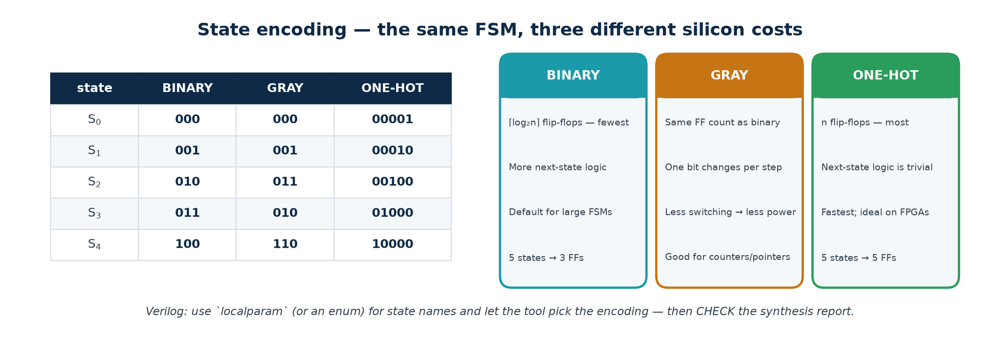 State encoding — the same FSM, three different silicon costs
state BINARY GRAY ONE-HOT
S₀ 000 000 00001
S₁ 001 001 00010
S₂ 010 011 00100
S₃ 011 010 01000
S₄ 100 110 10000
BINARY
⌈log₂n⌉ flip-flops — fewest
More next-state logic
Default for large FSMs
5 states → 3 FFs
GRAY
Same FF count as binary
One bit changes per step
Less switching → less power
Good for counters/pointers
ONE-HOT
n flip-flops — most
Next-state logic is trivial
Fastest; ideal on FPGAs
5 states → 5 FFs
Verilog: use `localparam` (or an enum) for state names and let the tool pick the encoding — then CHECK the synthesis report.